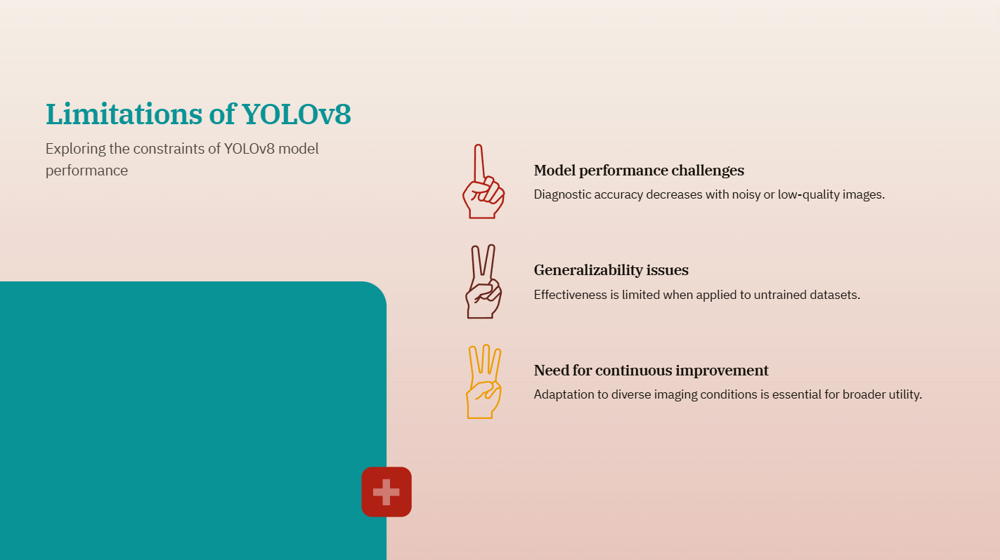 Limitations of YOLOv8
Exploring the constraints of YOLOv8 model
performance
Model performance challenges
Diagnostic accuracy decreases with noisy or low-quality images.
Generalizability issues
Effectiveness is limited when applied to untrained datasets.
Need for continuous improvement
Adaptation to diverse imaging conditions is essential for broader utility.